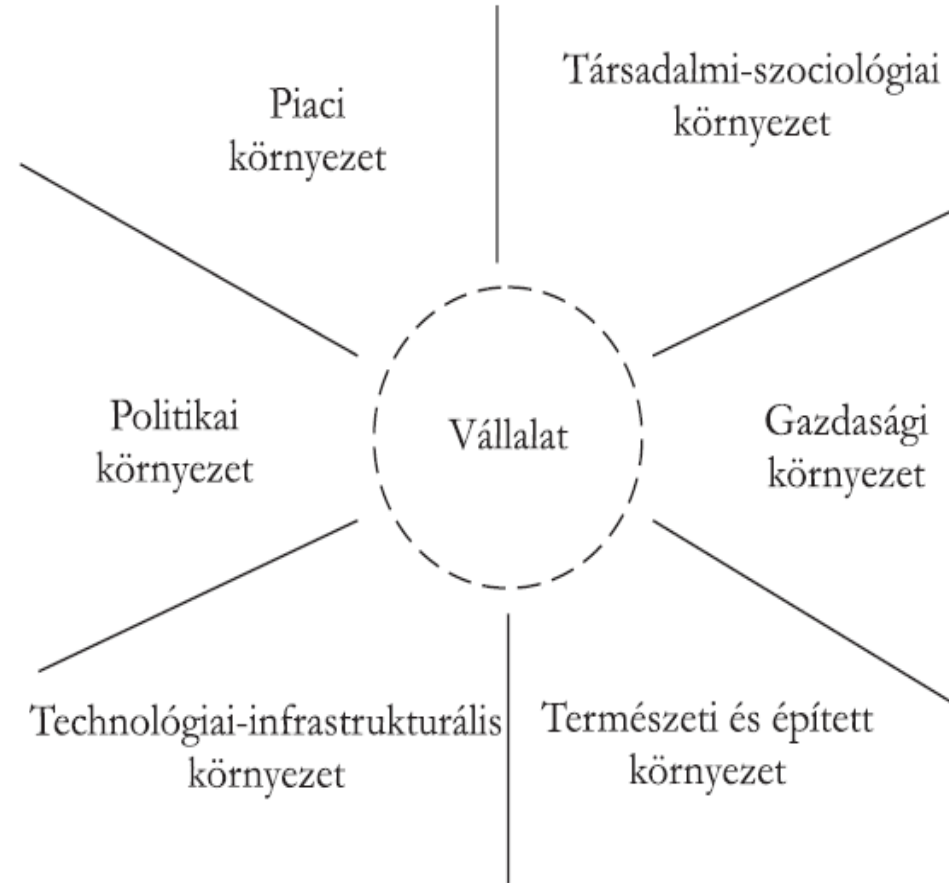 Piaci
környezet
Társadalmi-szociológiai
környezet
Politikai
környezet
Vállalat
Gazdasági
környezet
Technológiai-infrastrukturális
környezet
Természeti és épített
környezet